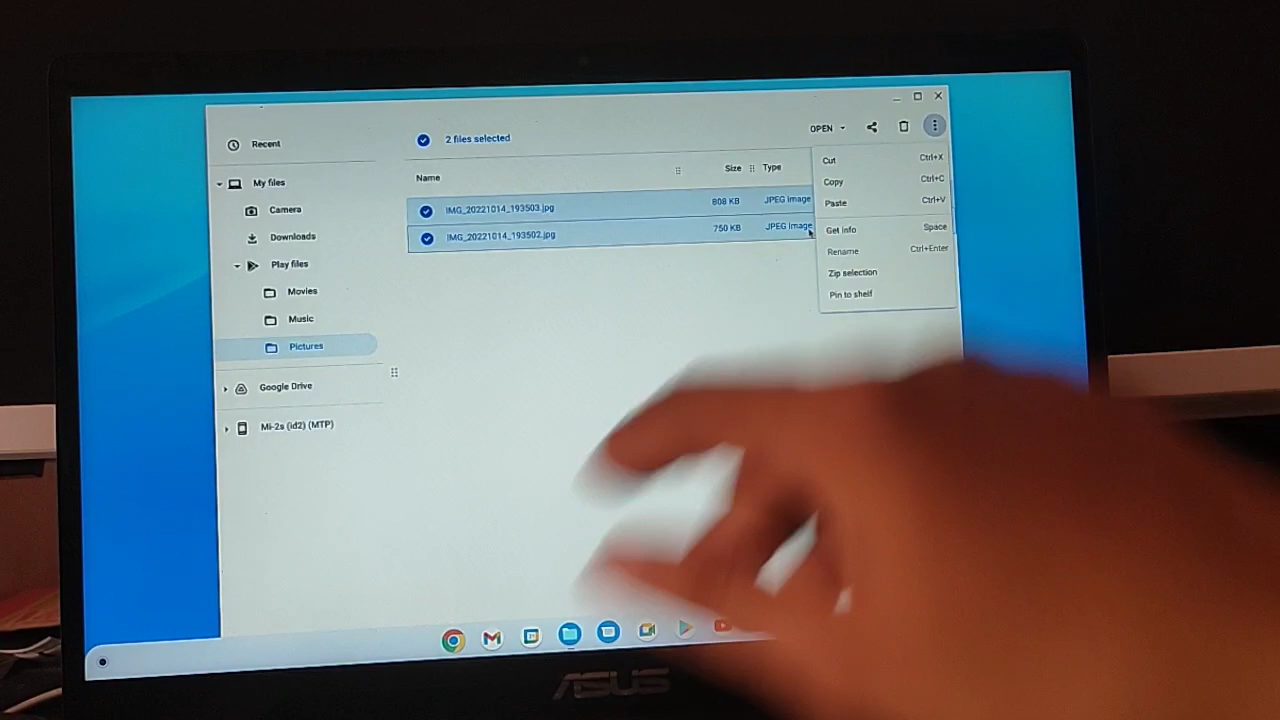 Recent
My files
Camera
Downloads
Play files
Movies
Music
Pictures
Google Drive
Mi-2s (id2) (MTP)
2 files selected
OPEN
Name Size Type
IMG_20221014_193503.jpg 808 KB JPEG image
IMG_20221014_193502.jpg 750 KB JPEG image
Cut Ctrl+X
Copy Ctrl+C
Paste Ctrl+V
Get info Space
Rename Ctrl+Enter
Zip selection
Pin to shelf
ASUS